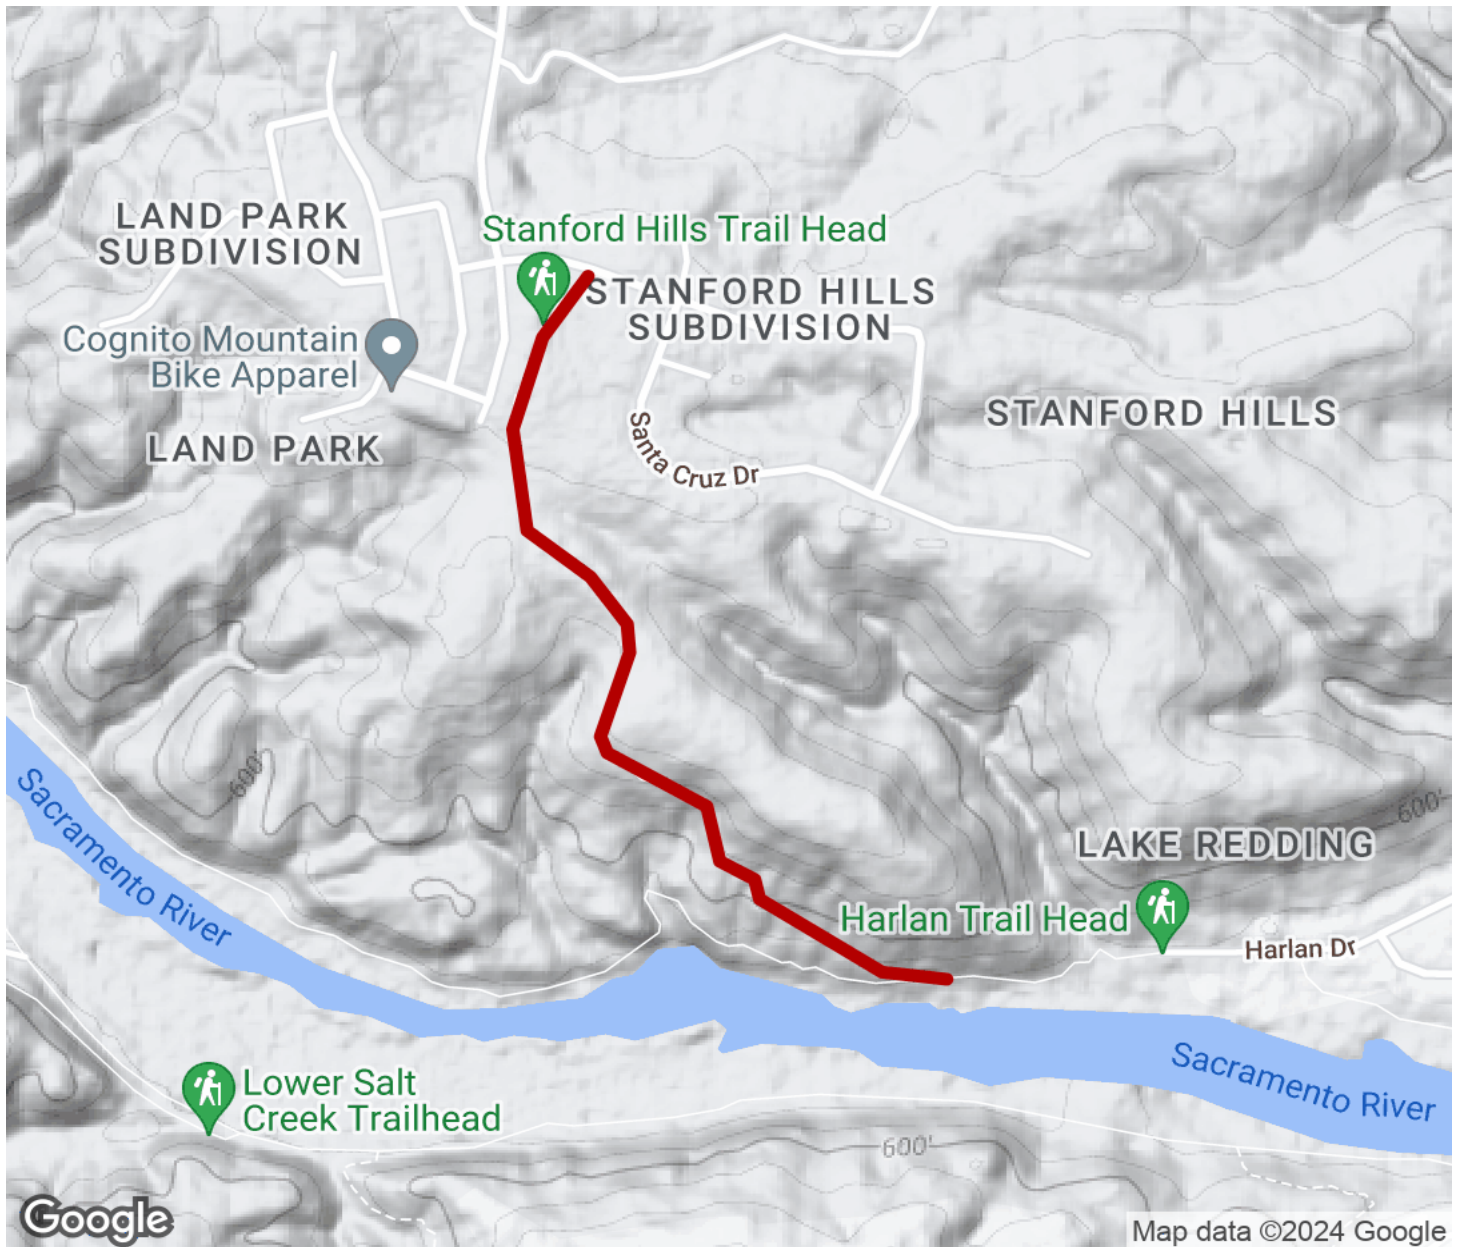 LAND PARK
SUBDIVISION
Stanford Hills Trail Head
STANFORD HILLS
SUBDIVISION
Cognito Mountain
Bike Apparel
LAND PARK
STANFORD HILLS
Santa Cruz Dr
600'
600'
LAKE REDDING
Sacramento River
Harlan Trail Head
Harlan Dr
Sacramento River
Lower Salt
Creek Trailhead
600'
Google
Map data ©2024 Google